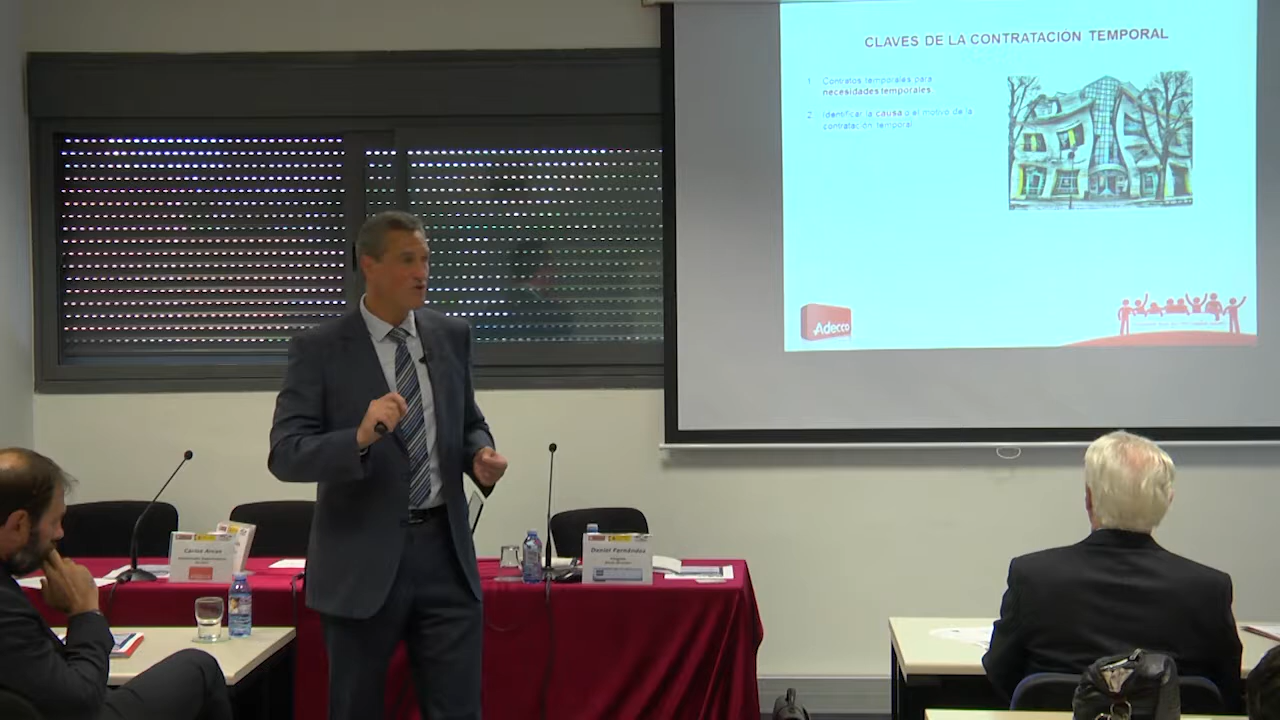 CLAVES DE LA CONTRATACIÓN TEMPORAL
1. Contratos temporales para
necesidades temporales.
2. Identificar la causa o el motivo de la
contratación temporal.
Adecco
Carlos
Daniel Fernández